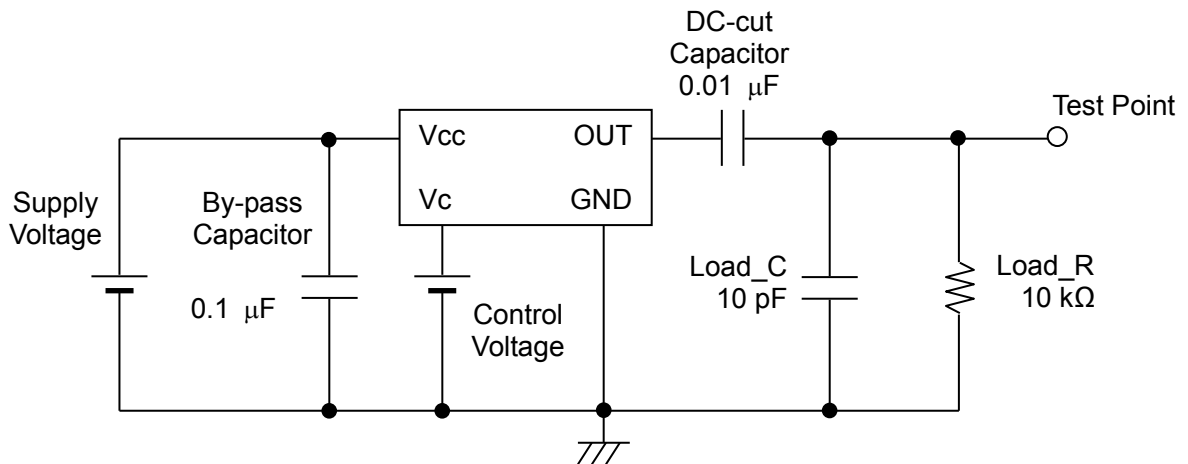 DC-cut
Capacitor
0.01 μF
Test Point
Vcc OUT
Vc GND
Supply
Voltage
By-pass
Capacitor
0.1 μF
Control
Voltage
Load_C
10 pF
Load_R
10 kΩ